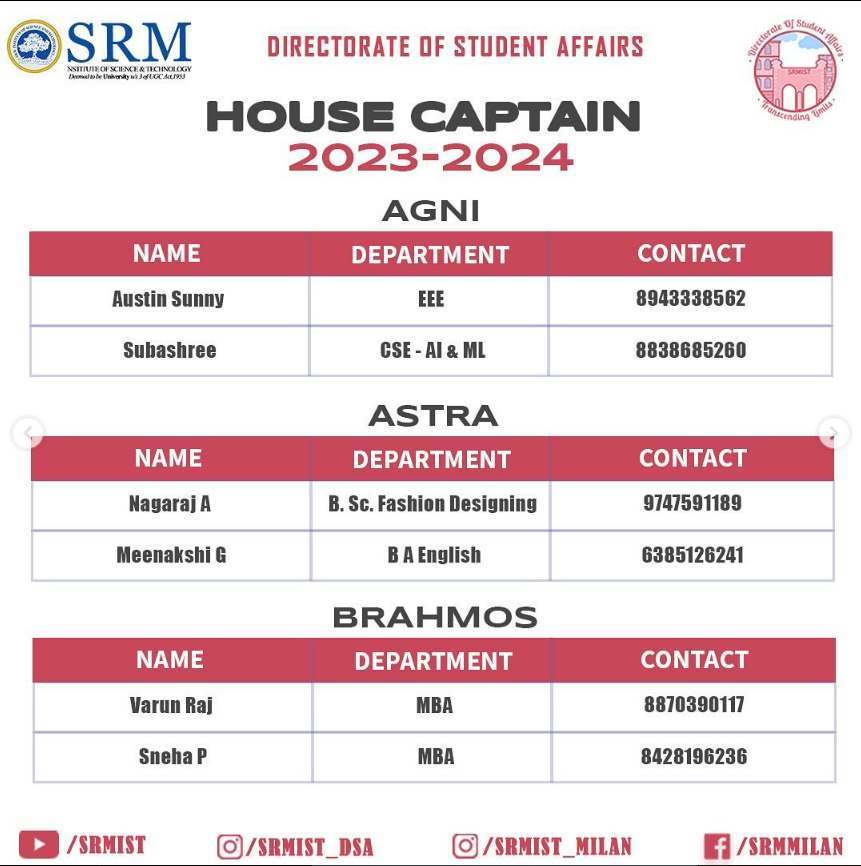 SRM
INSTITUTE OF SCIENCE & TECHNOLOGY
Deemed to be University u/s 3 of UGC Act, 1956
DIRECTORATE OF STUDENT AFFAIRS
Directorate Of Student Affairs
SRMIST
Transcending Limits
HOUSE CAPTAIN
2023-2024
AGNI
NAME DEPARTMENT CONTACT
Austin Sunny EEE 8943338562
Subashree CSE - AI & ML 8838685260
ASTRA
NAME DEPARTMENT CONTACT
Nagaraj A B. Sc. Fashion Designing 9747591189
Meenakshi G B A English 6385126241
BRAHMOS
NAME DEPARTMENT CONTACT
Varun Raj MBA 8870390117
Sneha P MBA 8428196236
/SRMIST /SRMIST_DSA /SRMIST_MILAN /SRMMILAN